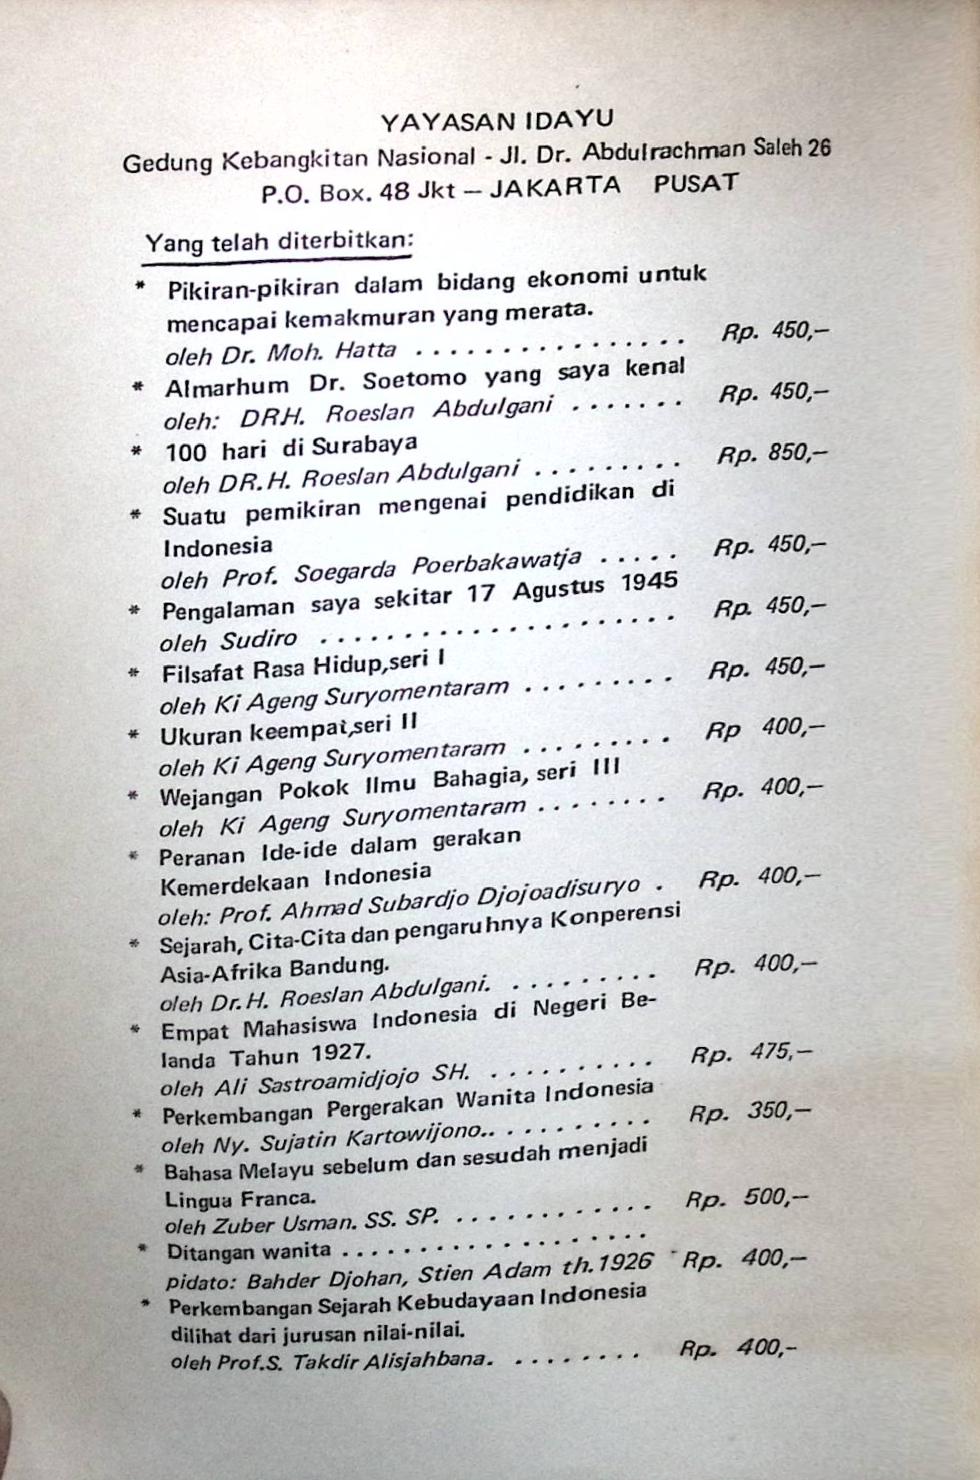 YAYASAN IDAYU
Gedung Kebangkitan Nasional - Jl. Dr. Abdulrachman Saleh 26
P.O. Box. 48 Jkt — JAKARTA PUSAT
Yang telah diterbitkan:
* Pikiran-pikiran dalam bidang ekonomi untuk
mencapai kemakmuran yang merata.
oleh Dr. Moh. Hatta . . . . . . . . . . . . . . . . Rp. 450,—
* Almarhum Dr. Soetomo yang saya kenal
oleh: DRH. Roeslan Abdulgani . . . . . . . Rp. 450,—
* 100 hari di Surabaya
oleh DR.H. Roeslan Abdulgani . . . . . . . . . Rp. 850,—
* Suatu pemikiran mengenai pendidikan di
Indonesia
oleh Prof. Soegarda Poerbakawatja . . . . . Rp. 450,—
* Pengalaman saya sekitar 17 Agustus 1945
oleh Sudiro . . . . . . . . . . . . . . . . . . . . . . Rp. 450,—
* Filsafat Rasa Hidup,seri I
oleh Ki Ageng Suryomentaram . . . . . . . . . Rp. 450,—
* Ukuran keempat,seri II
oleh Ki Ageng Suryomentaram . . . . . . . . . Rp 400,—
* Wejangan Pokok Ilmu Bahagia, seri III
oleh Ki Ageng Suryomentaram . . . . . . . . Rp. 400,—
* Peranan Ide-ide dalam gerakan
Kemerdekaan Indonesia
oleh: Prof. Ahmad Subardjo Djojoadisuryo . Rp. 400,—
* Sejarah, Cita-Cita dan pengaruhnya Konperensi
Asia-Afrika Bandung.
oleh Dr.H. Roeslan Abdulgani. . . . . . . . . . Rp. 400,—
* Empat Mahasiswa Indonesia di Negeri Be-
landa Tahun 1927.
oleh Ali Sastroamidjojo SH. . . . . . . . . . . Rp. 475,—
* Perkembangan Pergerakan Wanita Indonesia
oleh Ny. Sujatin Kartowijono.. . . . . . . . . . Rp. 350,—
* Bahasa Melayu sebelum dan sesudah menjadi
Lingua Franca.
oleh Zuber Usman. SS. SP. . . . . . . . . . . . . Rp. 500,—
* Ditangan wanita . . . . . . . . . . . . . . . . . . .
pidato: Bahder Djohan, Stien Adam th.1926 Rp. 400,—
* Perkembangan Sejarah Kebudayaan Indonesia
dilihat dari jurusan nilai-nilai.
oleh Prof.S. Takdir Alisjahbana. . . . . . . . . Rp. 400,-